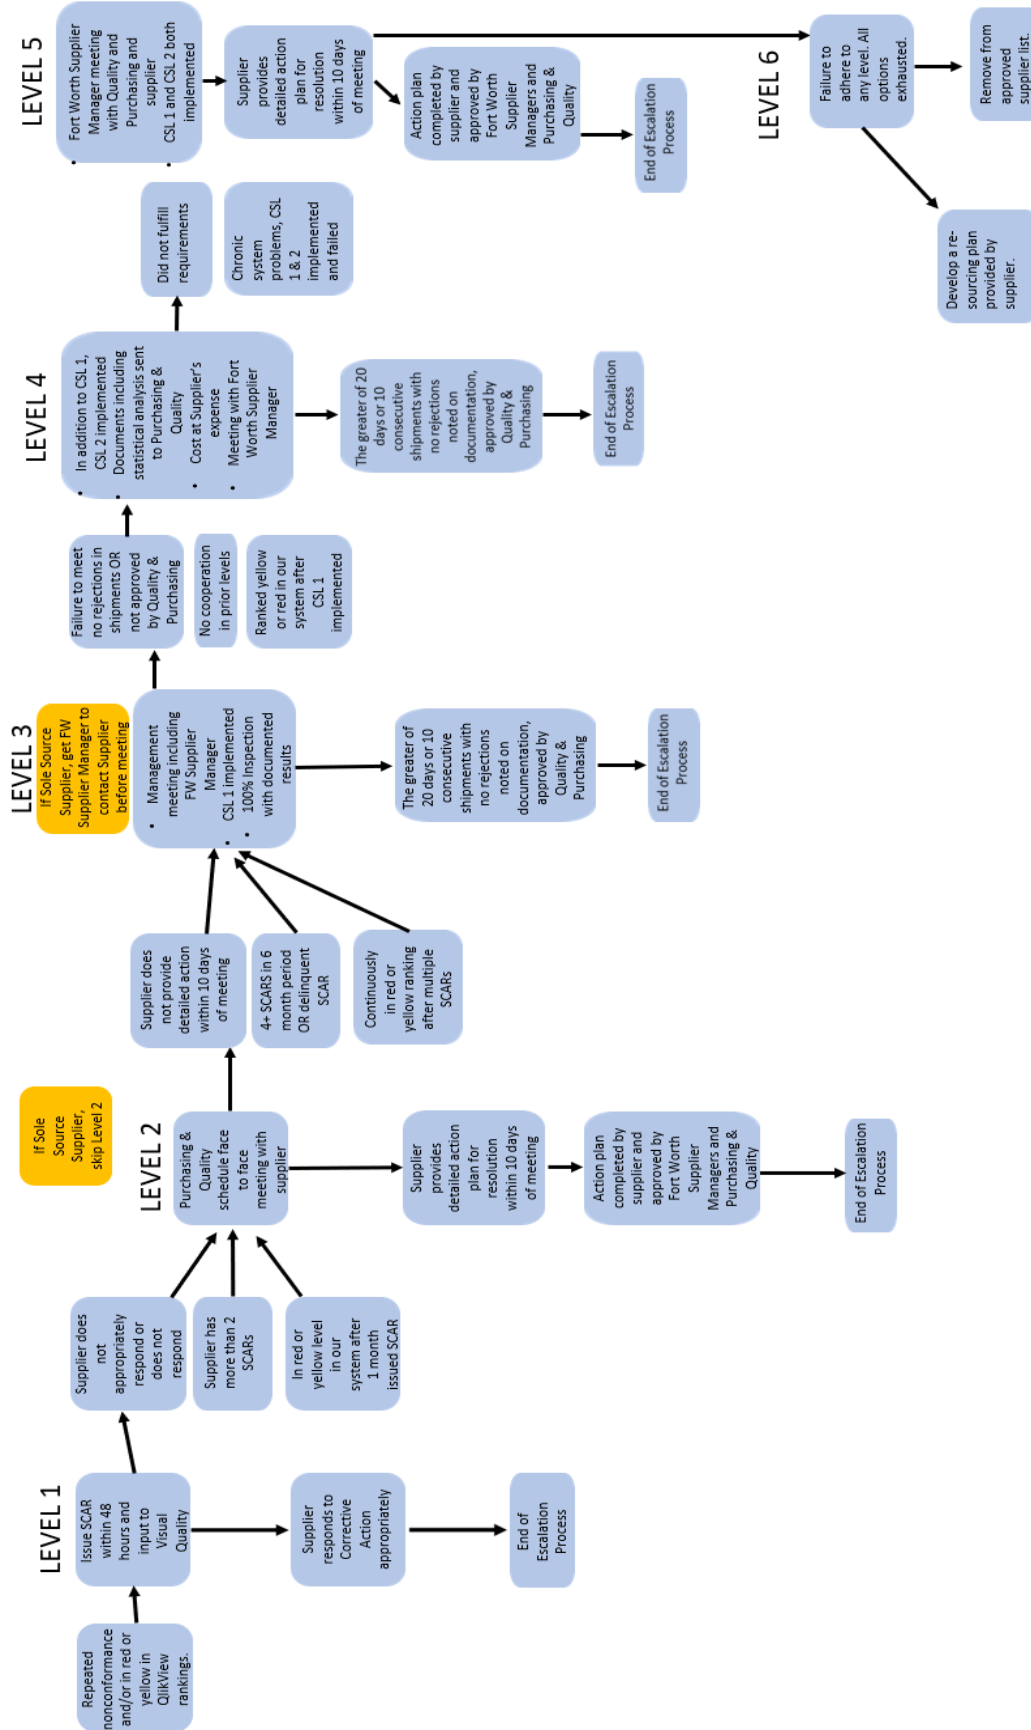 LEVEL 1
Repeated
nonconformance
and/or in red or
yellow in
QlikView
rankings.
Issue SCAR
within 48
hours and
input to
Visual
Quality
Supplier
responds to
Corrective
Action
appropriately
End of
Escalation
Process
Supplier does
not
appropriately
respond or
does not
respond
Supplier has
more than 2
SCARs
In red or
yellow level
in our
system after
1 month
issued SCAR
If Sole
Source
Supplier,
skip Level 2
LEVEL 2
Purchasing &
Quality
schedule face
to face
meeting with
supplier
Supplier
provides
detailed action
plan for
resolution
within 10 days
of meeting
Action plan
completed by
supplier and
approved by
Fort Worth
Supplier
Managers and
Purchasing &
Quality
End of Escalation
Process
Supplier does
not provide
detailed action
within 10 days
of meeting
4+ SCARS in 6
month period
OR delinquent
SCAR
Continuously
in red or
yellow ranking
after multiple
SCARs
LEVEL 3
If Sole Source
Supplier, get FW
Supplier Manager to
contact Supplier
before meeting
• Management
meeting including
FW Supplier
Manager
• CSL 1 implemented
• 100% Inspection
with documented
results
The greater of
20 days or 10
consecutive
shipments with
no rejections
noted on
documentation,
approved by
Quality &
Purchasing
End of Escalation
Process
Failure to meet
no rejections in
shipments OR
not approved
by Quality &
Purchasing
No cooperation
in prior levels
Ranked yellow
or red in our
system after
CSL 1
implemented
LEVEL 4
• In addition to CSL 1,
CSL 2 implemented
• Documents including
statistical analysis sent
to Purchasing &
Quality
• Cost at Supplier's
expense
• Meeting with Fort
Worth Supplier
Manager
The greater of 20
days or 10
consecutive
shipments with
no rejections
noted on
documentation,
approved by
Quality &
Purchasing
End of Escalation
Process
Did not fulfill
requirements
Chronic
system
problems, CSL
1 & 2
implemented
and failed
LEVEL 5
• Fort Worth Supplier
Manager meeting
with Quality and
Purchasing and
supplier
• CSL 1 and CSL 2 both
implemented
Supplier
provides
detailed action
plan for
resolution
within 10 days
of meeting
Action plan
completed by
supplier and
approved by
Fort Worth
Supplier
Managers and
Purchasing &
Quality
End of Escalation
Process
LEVEL 6
Failure to
adhere to
any level. All
options
exhausted.
Develop a re-
sourcing plan
provided by
supplier.
Remove from
approved
supplier list.